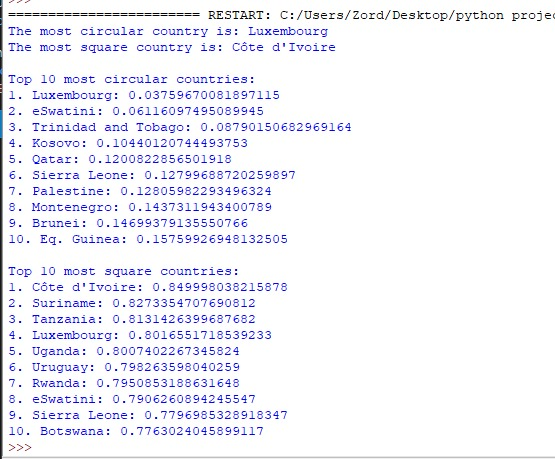 >>>
======================== RESTART: C:/Users/Zord/Desktop/python projec
The most circular country is: Luxembourg
The most square country is: Côte d'Ivoire
Top 10 most circular countries:
1. Luxembourg: 0.03759670081897115
2. eSwatini: 0.06116097495089945
3. Trinidad and Tobago: 0.08790150682969164
4. Kosovo: 0.10440120744493753
5. Qatar: 0.1200822856501918
6. Sierra Leone: 0.12799688720259897
7. Palestine: 0.12805982293496324
8. Montenegro: 0.1437311943400789
9. Brunei: 0.14699379135550766
10. Eq. Guinea: 0.15759926948132505
Top 10 most square countries:
1. Côte d'Ivoire: 0.849998038215878
2. Suriname: 0.8273354707690812
3. Tanzania: 0.8131426399687682
4. Luxembourg: 0.8016551718539233
5. Uganda: 0.8007402267345824
6. Uruguay: 0.798263598040259
7. Rwanda: 0.7950853188631648
8. eSwatini: 0.7906260894245547
9. Sierra Leone: 0.7796985328918347
10. Botswana: 0.7763024045899117
>>>